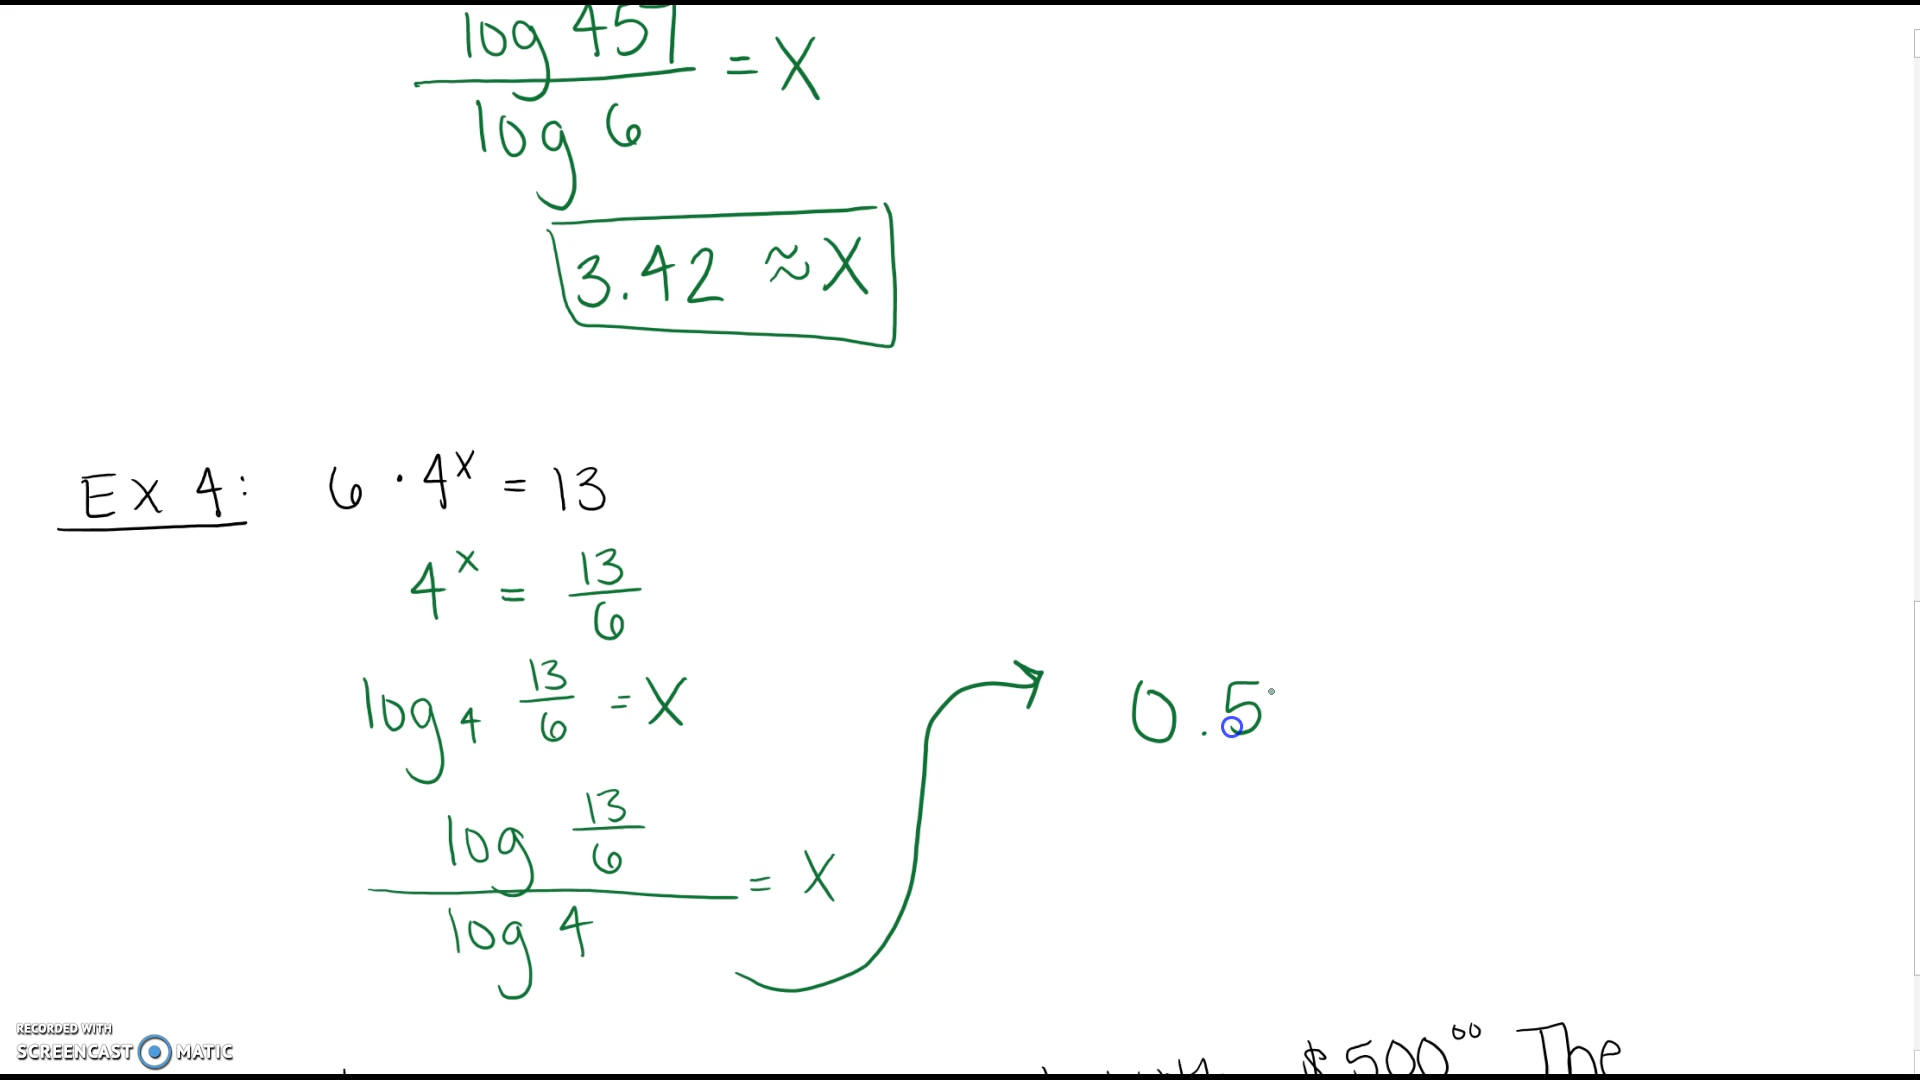 log 457
log 6
= X
3.42 ≈ X
EX 4: 6 · 4^x = 13
4^x = 13/6
log_4 13/6 = X
log 13/6
log 4
= X
0.5
$500^00 The
RECORDED WITH
SCREENCAST MATIC